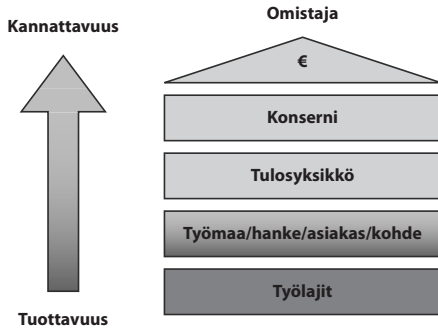 Kannattavuus
Omistaja
€
Konserni
Tulosyksikkö
Työmaa/hanke/asiakas/kohde
Työlajit
Tuottavuus